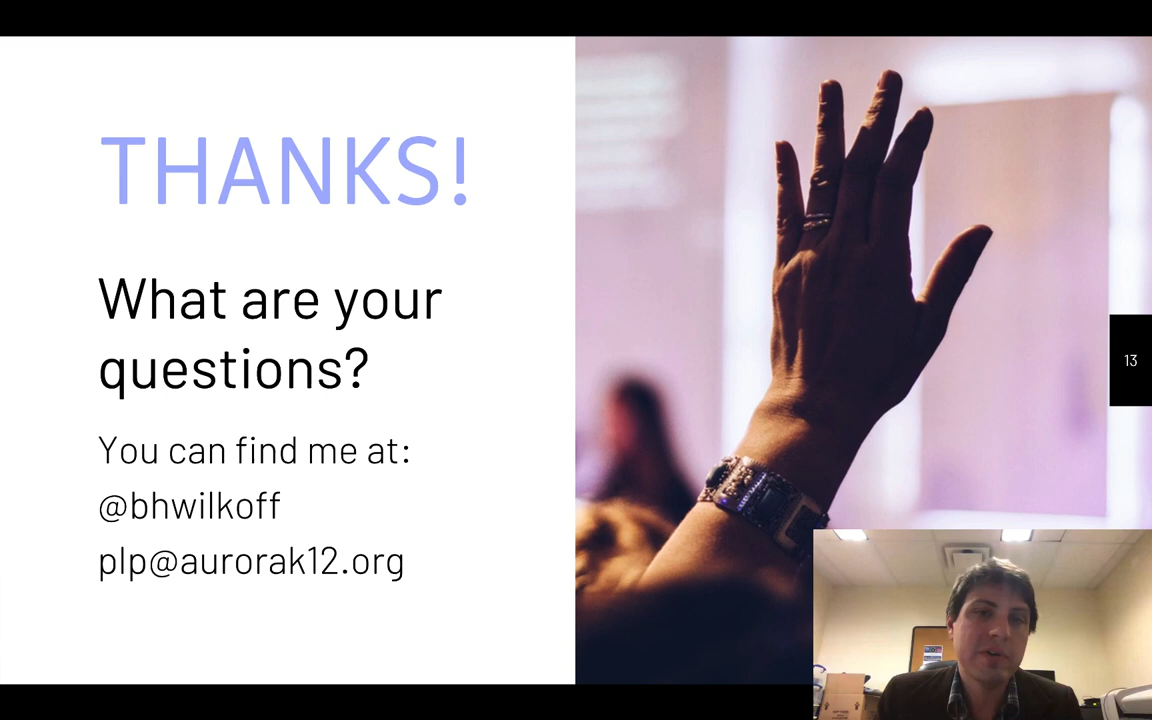 THANKS!
What are your
questions?
You can find me at:
@bhwilkoff
plp@aurorak12.org
13